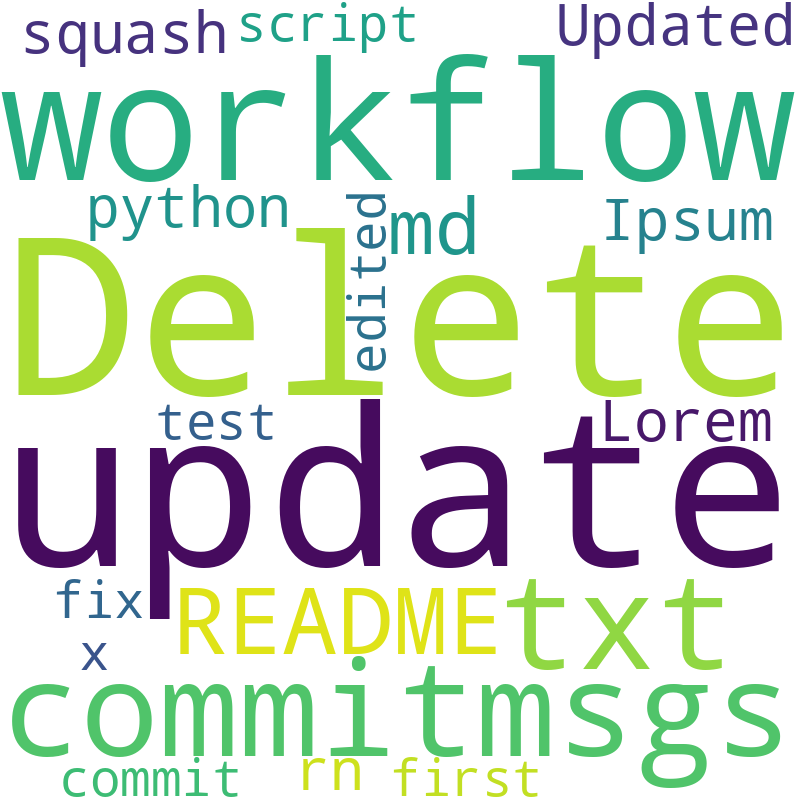 squash script Updated
workflow
python edited md Ipsum
Delete
test Lorem
update
fix README txt
x
commitmsgs
commit rn first